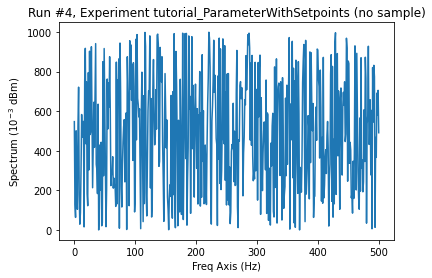 Run #4, Experiment tutorial_ParameterWithSetpoints (no sample)
1000
800
600
400
200
0
Spectrum (10⁻³ dBm)
0 100 200 300 400 500
Freq Axis (Hz)